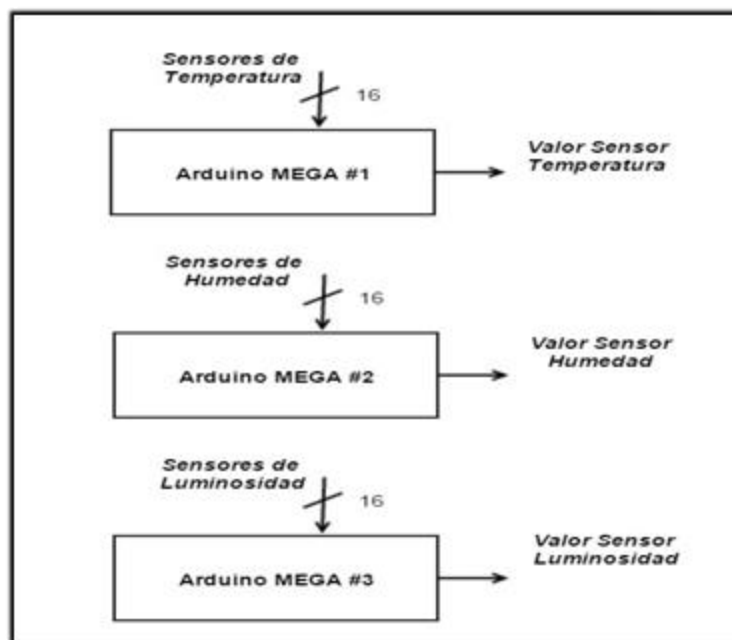 Sensores de
Temperatura
16
Arduino MEGA #1
Valor Sensor
Temperatura
Sensores de
Humedad
16
Arduino MEGA #2
Valor Sensor
Humedad
Sensores de
Luminosidad
16
Arduino MEGA #3
Valor Sensor
Luminosidad